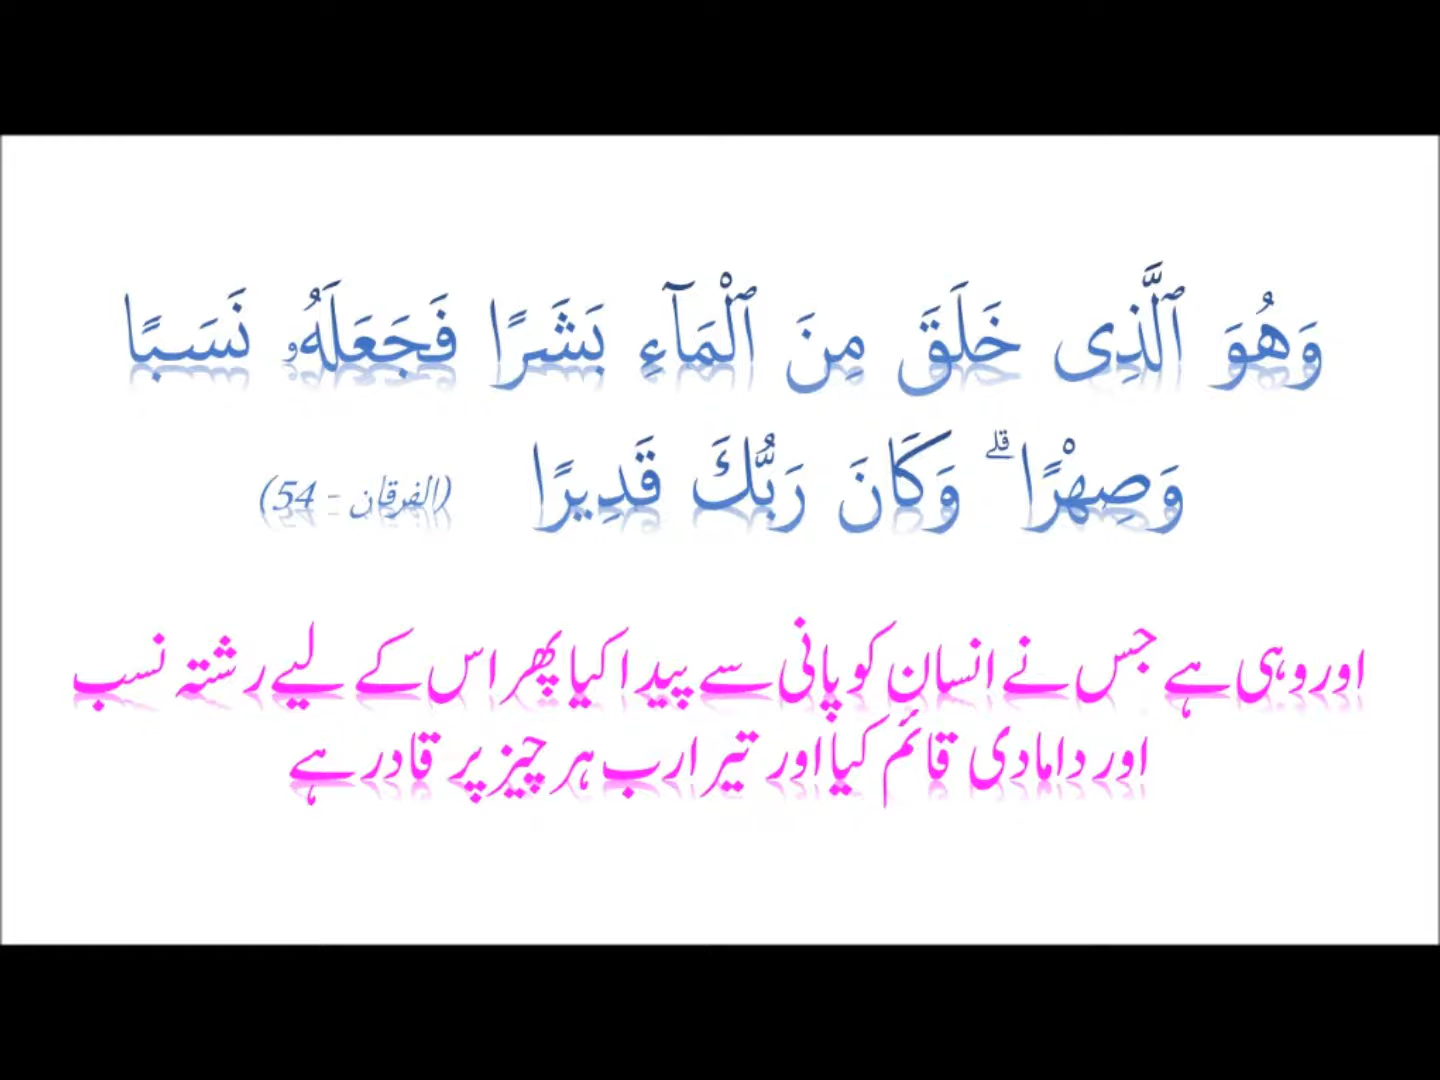 وَهُوَ ٱلَّذِى خَلَقَ مِنَ ٱلْمَآءِ بَشَرًا فَجَعَلَهُۥ نَسَبًا
وَصِهْرًا ۗ وَكَانَ رَبُّكَ قَدِيرًا (الفرقان - 54)
اور وہی ہے جس نے انسان کو پانی سے پیدا کیا پھر اس کے لیے رشتہ نسب
اور دامادی قائم کیا اور تیرا رب ہر چیز پر قادر ہے